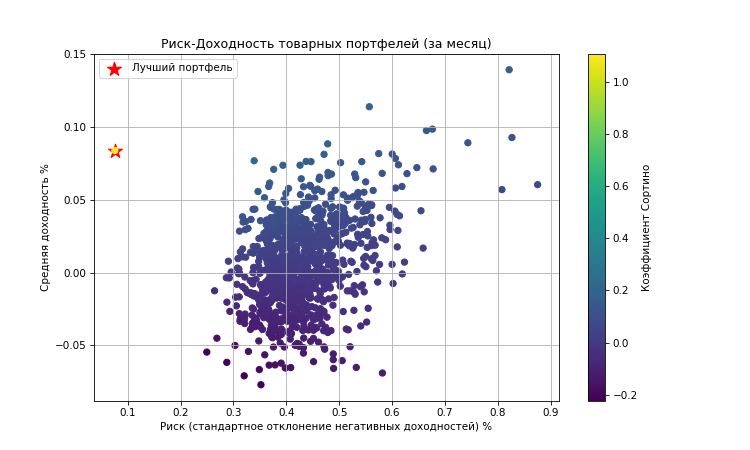 Риск-Доходность товарных портфелей (за месяц)
Лучший портфель
Средняя доходность %
0.15
0.10
0.05
0.00
−0.05
0.1 0.2 0.3 0.4 0.5 0.6 0.7 0.8 0.9
Риск (стандартное отклонение негативных доходностей) %
1.0
0.8
0.6
0.4
0.2
0.0
−0.2
Коэффициент Сортино